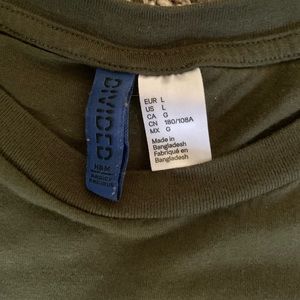 DIVIDED
H&M
EUR L
US L
CA G
CN 180/108A
MX G
Made in
Bangladesh
Fabriqué en
Bangladesh